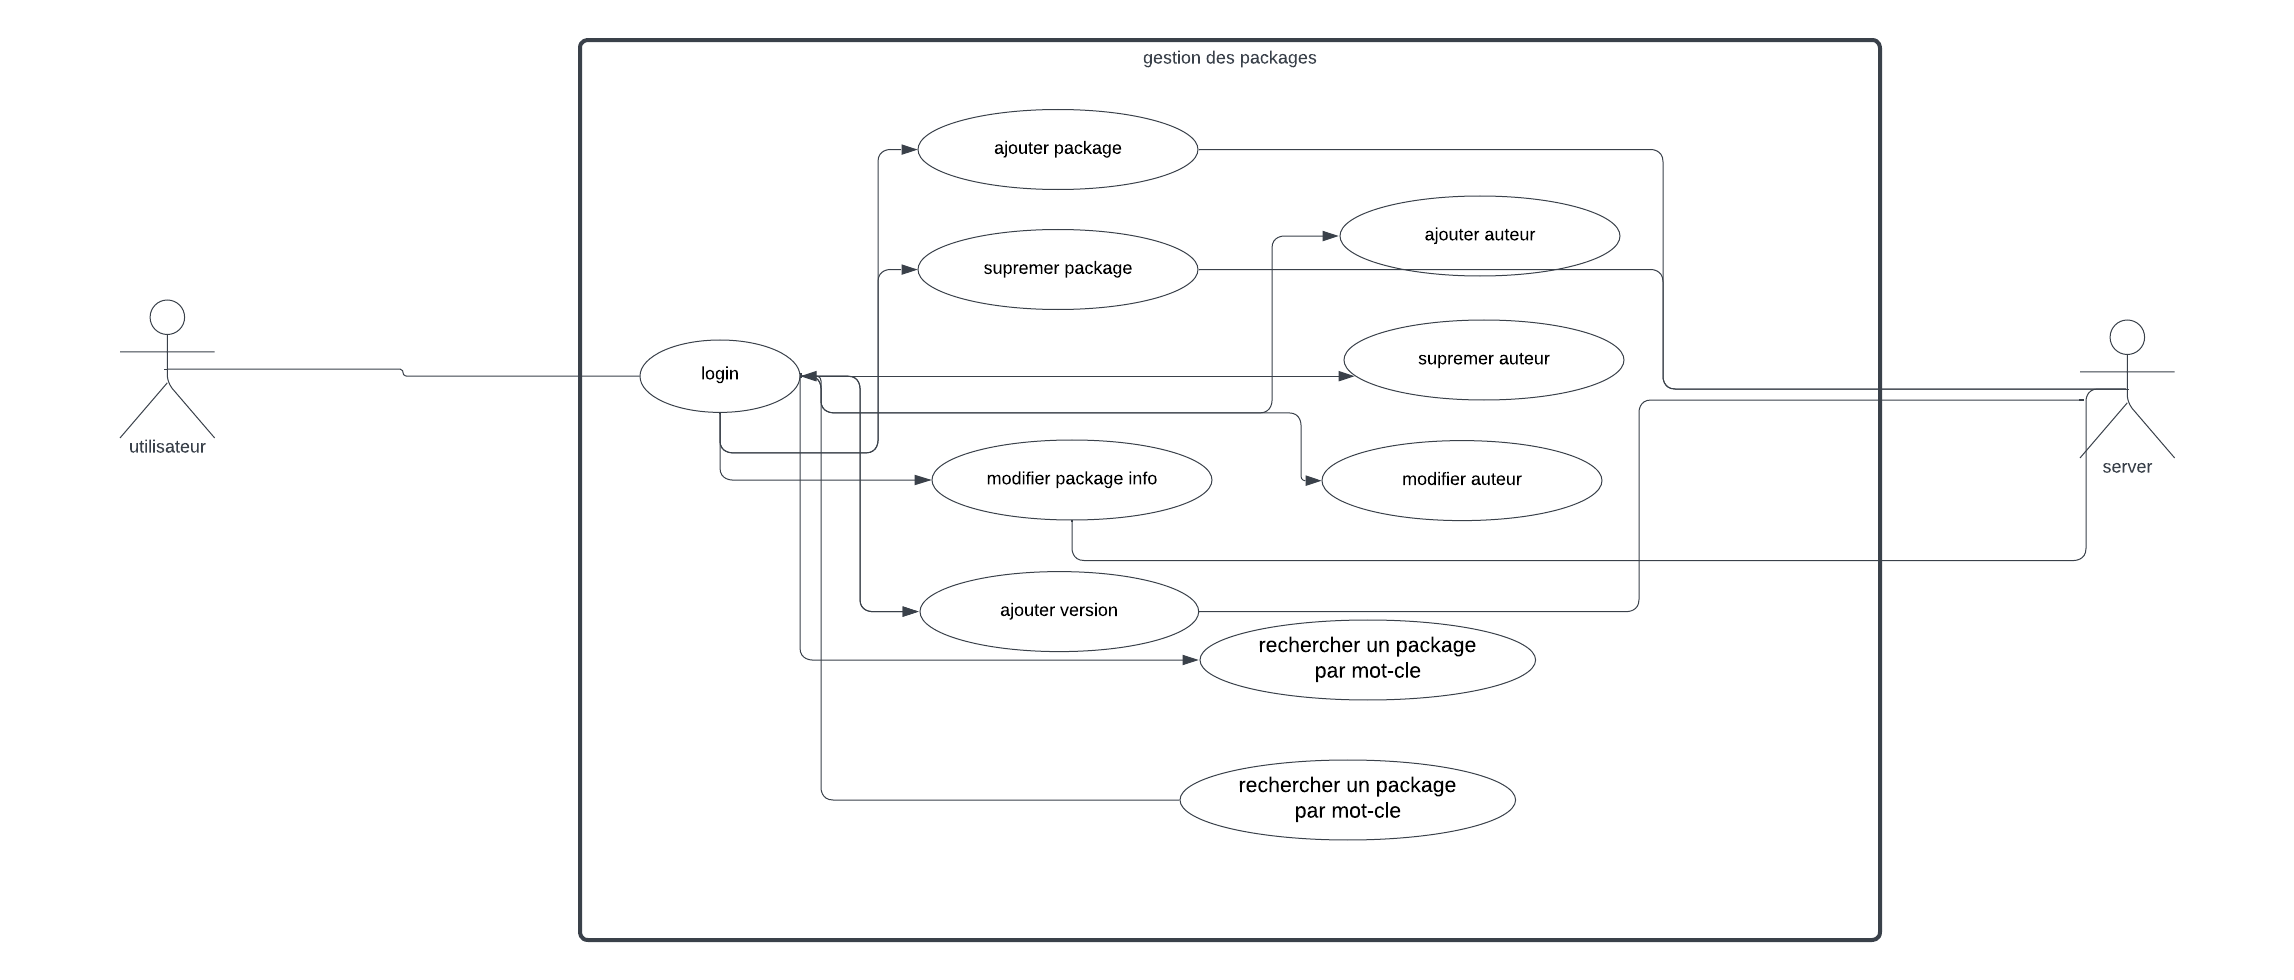 gestion des packages
ajouter package
ajouter auteur
supremer package
supremer auteur
login
utilisateur
server
modifier package info
modifier auteur
ajouter version
rechercher un package
par mot-cle
rechercher un package
par mot-cle